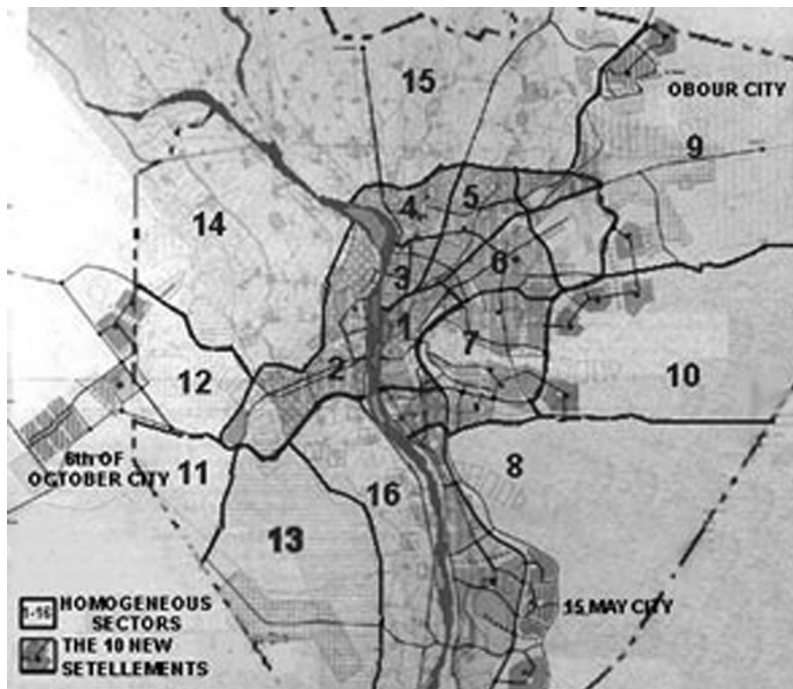 15
OBOUR CITY
9
4
5
14
6
3
1
7
2
12
10
6th OF
OCTOBER CITY
11
8
16
13
1-16 HOMOGENEOUS
SECTORS
15 MAY CITY
THE 10 NEW
SETELLEMENTS